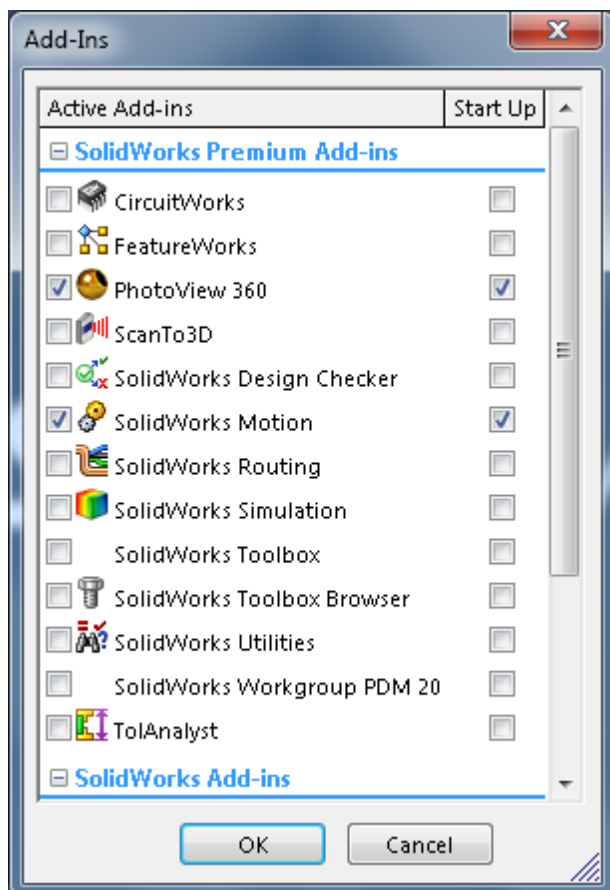 Add-Ins
Active Add-ins Start Up
SolidWorks Premium Add-ins
CircuitWorks
FeatureWorks
PhotoView 360
ScanTo3D
SolidWorks Design Checker
SolidWorks Motion
SolidWorks Routing
SolidWorks Simulation
SolidWorks Toolbox
SolidWorks Toolbox Browser
SolidWorks Utilities
SolidWorks Workgroup PDM 20
TolAnalyst
SolidWorks Add-ins
OK Cancel